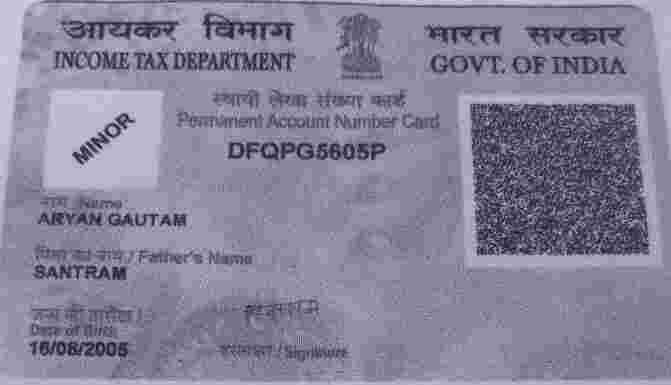 आयकर विभाग
INCOME TAX DEPARTMENT
भारत सरकार
GOVT. OF INDIA
स्थायी लेखा संख्या कार्ड
Permanent Account Number Card
DFQPG5605P
MINOR
नाम / Name
ARYAN GAUTAM
पिता का नाम / Father's Name
SANTRAM
जन्म की तारीख /
Date of Birth
16/08/2005
हस्ताक्षर / Signature